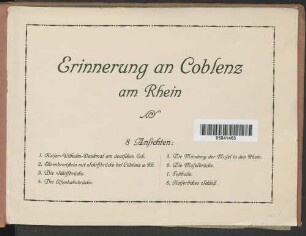 Erinnerung an Coblenz
am Rhein
8 Ansichten:
1. Kaiser-Wilhelm-Denkmal am deutschen Eck.
2. Ehrenbreitstein mit Schiffbrücke bei Coblenz a. Rh.
3. Die Schiffbrücke.
4. Die Eisenbahnbrücke.
5. Die Mündung der Mosel in den Rhein.
6. Die Moselbrücke.
7. Festhalle.
8. Kaiserliches Schloß.